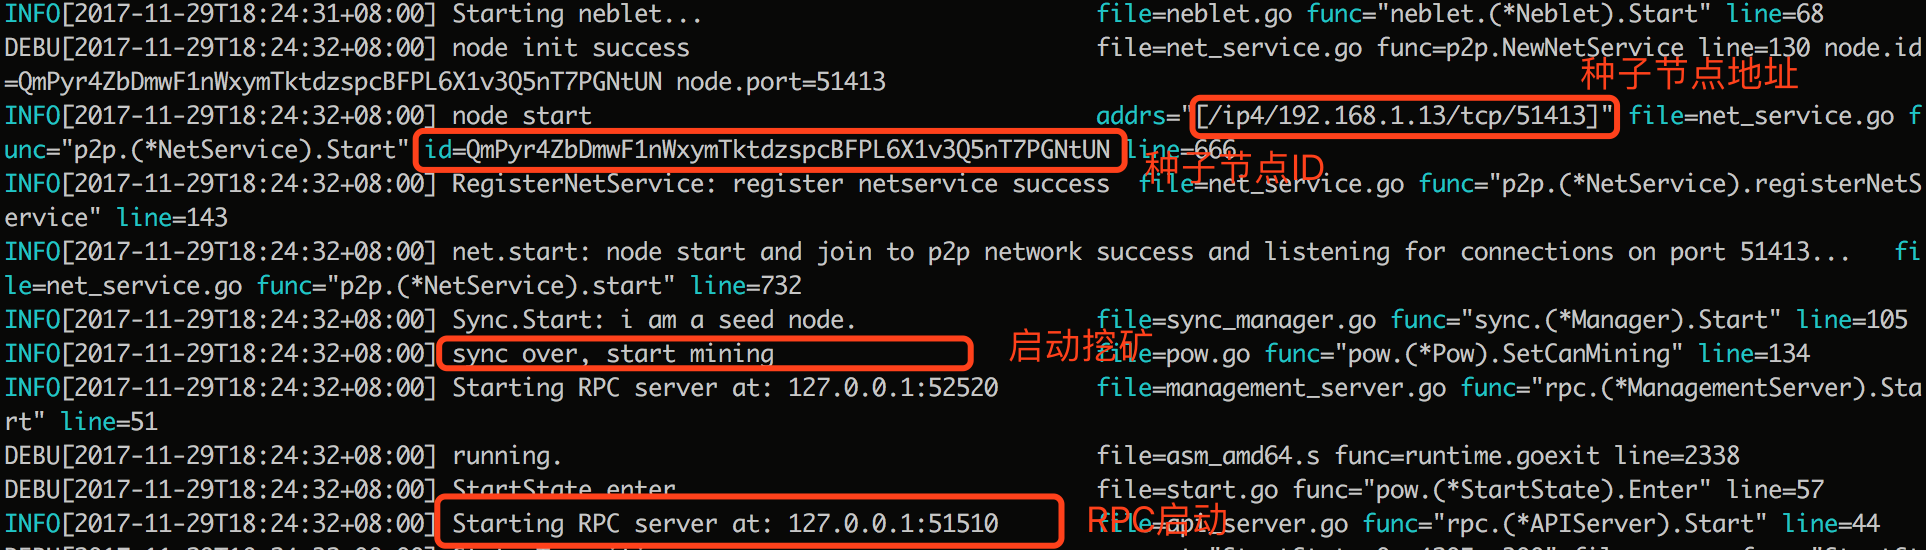 INFO[2017-11-29T18:24:31+08:00] Starting neblet... file=neblet.go func="neblet.(*Neblet).Start" line=68
DEBU[2017-11-29T18:24:32+08:00] node init success file=net_service.go func=p2p.NewNetService line=130 node.id
=QmPyr4ZbDmwF1nWxymTktdzspcBFPL6X1v3Q5nT7PGNtUN node.port=51413
种子节点地址
INFO[2017-11-29T18:24:32+08:00] node start addrs="[/ip4/192.168.1.13/tcp/51413]" file=net_service.go f
unc="p2p.(*NetService).Start" id=QmPyr4ZbDmwF1nWxymTktdzspcBFPL6X1v3Q5nT7PGNtUN line=666
种子节点ID
INFO[2017-11-29T18:24:32+08:00] RegisterNetService: register netservice success file=net_service.go func="p2p.(*NetService).registerNetS
ervice" line=143
INFO[2017-11-29T18:24:32+08:00] net.start: node start and join to p2p network success and listening for connections on port 51413... fi
le=net_service.go func="p2p.(*NetService).start" line=732
INFO[2017-11-29T18:24:32+08:00] Sync.Start: i am a seed node. file=sync_manager.go func="sync.(*Manager).Start" line=105
INFO[2017-11-29T18:24:32+08:00] sync over, start mining file=pow.go func="pow.(*Pow).SetCanMining" line=134
启动挖矿
INFO[2017-11-29T18:24:32+08:00] Starting RPC server at: 127.0.0.1:52520 file=management_server.go func="rpc.(*ManagementServer).Sta
rt" line=51
DEBU[2017-11-29T18:24:32+08:00] running. file=asm_amd64.s func=runtime.goexit line=2338
DEBU[2017-11-29T18:24:32+08:00] StartState enter file=start.go func="pow.(*StartState).Enter" line=57
INFO[2017-11-29T18:24:32+08:00] Starting RPC server at: 127.0.0.1:51510 file=api_server.go func="rpc.(*APIServer).Start" line=44
RPC启动